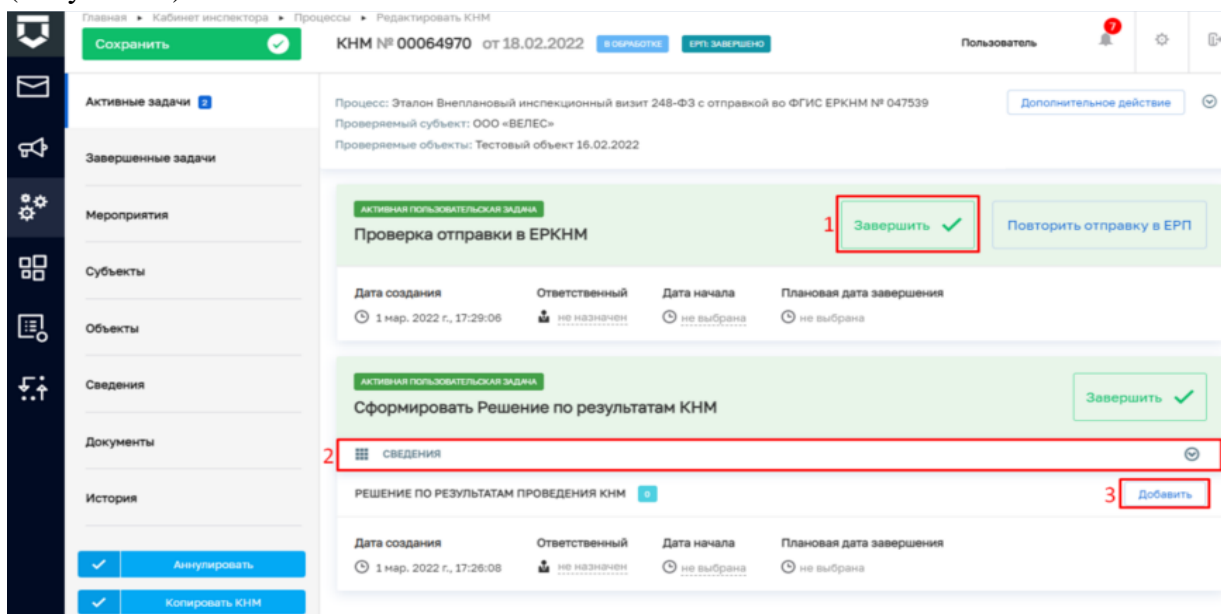 Главная ▸ Кабинет инспектора ▸ Процессы ▸ Редактировать КНМ
Сохранить
КНМ № 00064970 от 18.02.2022 В ОБРАБОТКЕ ЕРП: ЗАВЕРШЕНО
Пользователь
7
Активные задачи 2
Завершенные задачи
Мероприятия
Субъекты
Объекты
Сведения
Документы
История
Аннулировать
Копировать КНМ
Процесс: Эталон Внеплановый инспекционный визит 248-ФЗ с отправкой во ФГИС ЕРКНМ № 047539
Дополнительное действие
Проверяемый субъект: ООО «ВЕЛЕС»
Проверяемые объекты: Тестовый объект 16.02.2022
АКТИВНАЯ ПОЛЬЗОВАТЕЛЬСКАЯ ЗАДАЧА
Проверка отправки в ЕРКНМ
1 Завершить
Повторить отправку в ЕРП
Дата создания Ответственный Дата начала Плановая дата завершения
1 мар. 2022 г., 17:29:06 не назначен не выбрана не выбрана
АКТИВНАЯ ПОЛЬЗОВАТЕЛЬСКАЯ ЗАДАЧА
Сформировать Решение по результатам КНМ
Завершить
2 СВЕДЕНИЯ
РЕШЕНИЕ ПО РЕЗУЛЬТАТАМ ПРОВЕДЕНИЯ КНМ 0
3 Добавить
Дата создания Ответственный Дата начала Плановая дата завершения
1 мар. 2022 г., 17:26:08 не назначен не выбрана не выбрана